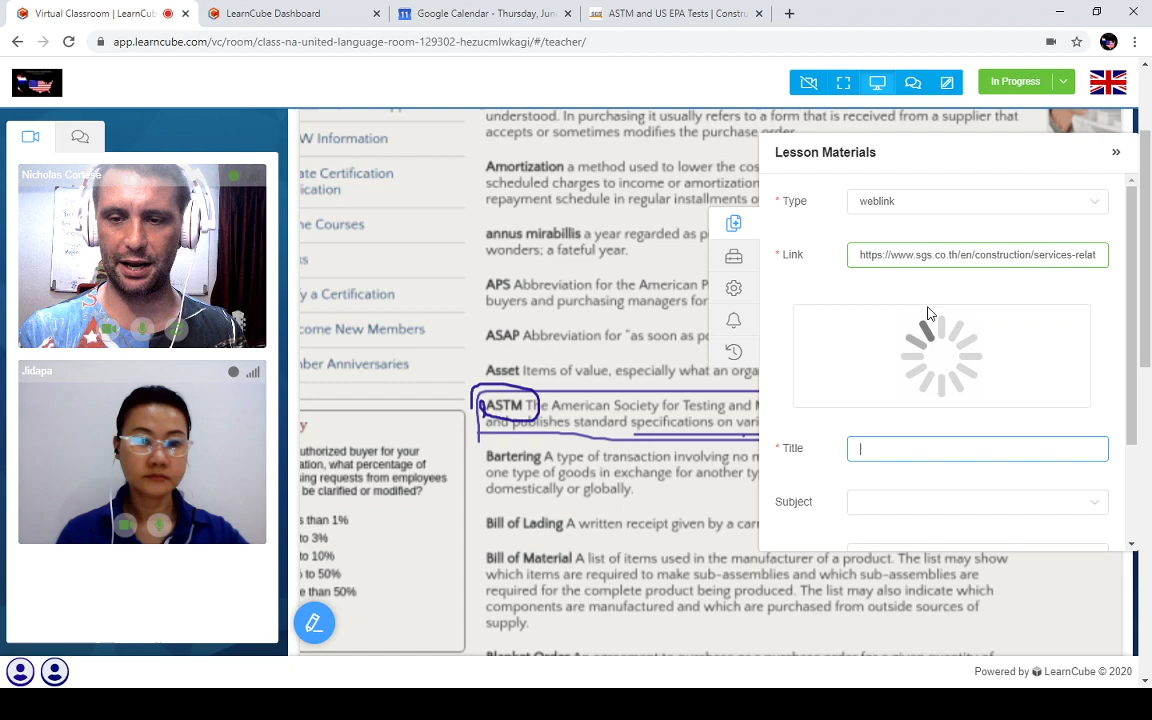 Virtual Classroom | LearnCub
LearnCube Dashboard
Google Calendar - Thursday, Jun
ASTM and US EPA Tests | Constru
app.learncube.com/vc/room/class-na-united-language-room-129302-hezucmlwkagi/#/teacher/
In Progress
Nicholas Cortese
Jidapa
W Information
ate Certification
ification
ne Courses
ks
fy a Certification
come New Members
ber Anniversaries
y
uthorized buyer for your
ation, what percentage of
ing requests from employees
be clarified or modified?
s than 1%
to 3%
to 10%
to 50%
e than 50%
understood. In purchasing it usually refers to a form that is received from a supplier that
accepts or sometimes modifies the purchase order.
Amortization a method used to lower the cos
scheduled charges to income or amortization
repayment schedule in regular installments o
annus mirabillis a year regarded as p
wonders; a fateful year.
APS Abbreviation for the American P
buyers and purchasing managers for
ASAP Abbreviation for "as soon as po
Asset Items of value, especially what an orga
ASTM The American Society for Testing and M
and publishes standard specifications on vari
Bartering A type of transaction involving no m
exchange of one type of goods in exchange for another ty
domestically or globally.
Bill of Lading A written receipt given by a carr
Bill of Material A list of items used in the manufacturer of a product. The list may show
which items are required to make sub-assemblies and which sub-assemblies are
required for the complete product being produced. The list may also indicate which
components are manufactured and which are purchased from outside sources of
supply.
Lesson Materials
* Type
weblink
* Link
https://www.sgs.co.th/en/construction/services-relat
* Title
Subject
Powered by LearnCube © 2020